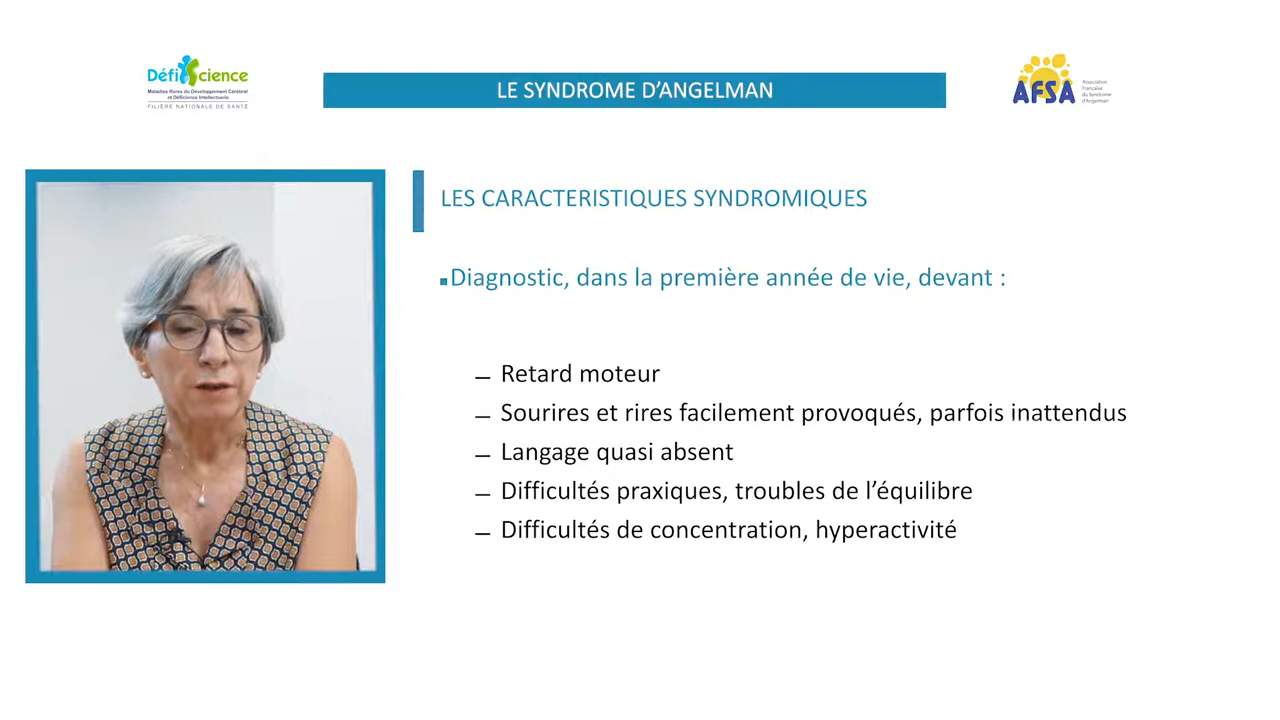 DéfiScience
Maladies Rares du Développement Cérébral
et Déficience Intellectuelle
FILIÈRE NATIONALE DE SANTÉ
LE SYNDROME D'ANGELMAN
AFSA
Association
Française
du Syndrome
d'Angelman
LES CARACTERISTIQUES SYNDROMIQUES
Diagnostic, dans la première année de vie, devant :
— Retard moteur
— Sourires et rires facilement provoqués, parfois inattendus
— Langage quasi absent
— Difficultés praxiques, troubles de l'équilibre
— Difficultés de concentration, hyperactivité